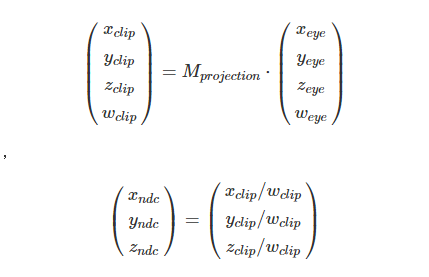 \begin{pmatrix} x_{clip} \\ y_{clip} \\ z_{clip} \\ w_{clip} \end{pmatrix} = M_{projection} \cdot \begin{pmatrix} x_{eye} \\ y_{eye} \\ z_{eye} \\ w_{eye} \end{pmatrix}
,
\begin{pmatrix} x_{ndc} \\ y_{ndc} \\ z_{ndc} \end{pmatrix} = \begin{pmatrix} x_{clip}/w_{clip} \\ y_{clip}/w_{clip} \\ z_{clip}/w_{clip} \end{pmatrix}